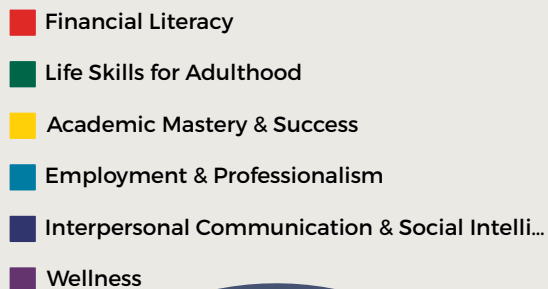 Financial Literacy
Life Skills for Adulthood
Academic Mastery & Success
Employment & Professionalism
Interpersonal Communication & Social Intelli...
Wellness